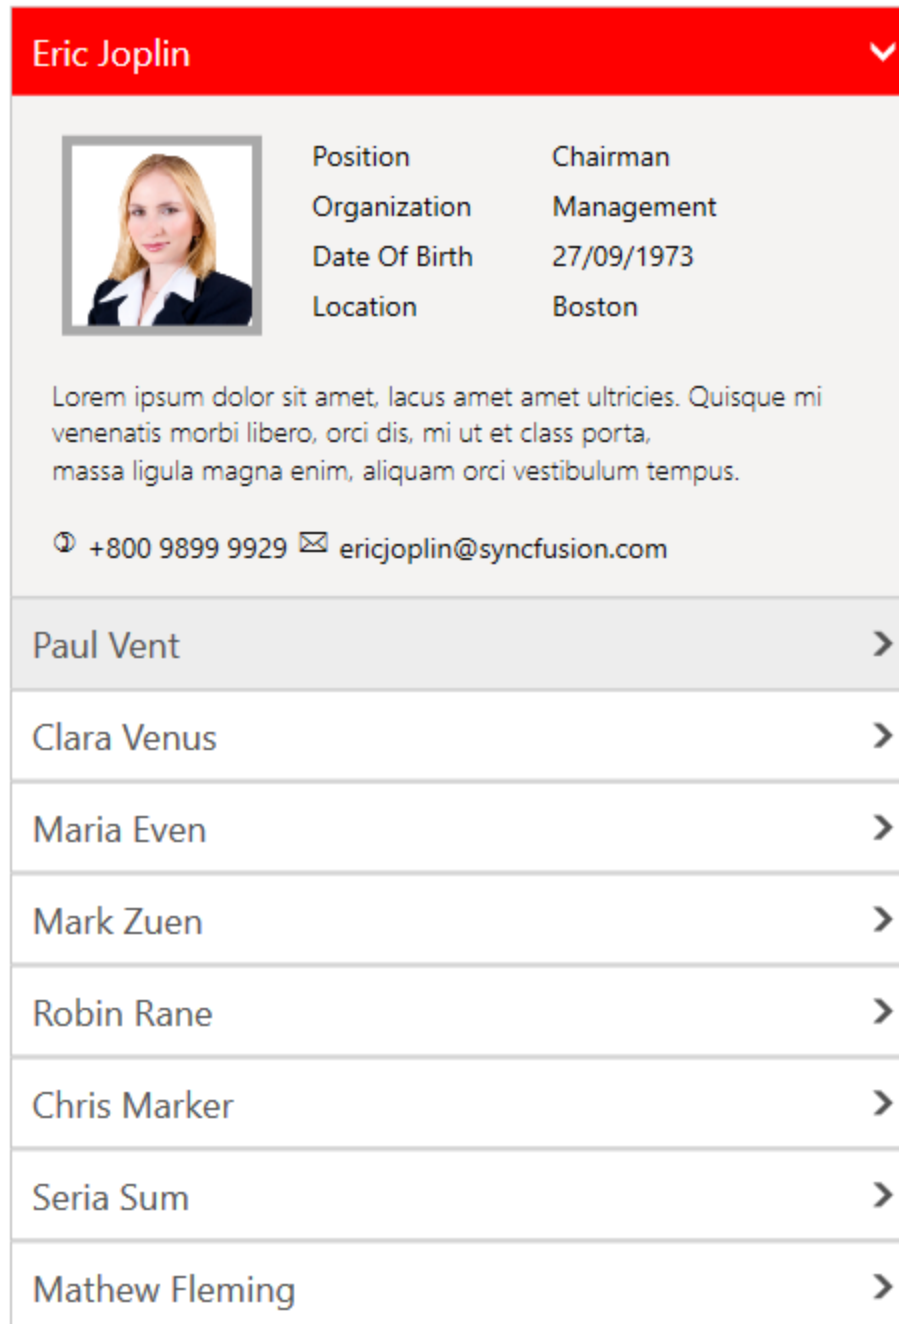 Eric Joplin
Position Chairman
Organization Management
Date Of Birth 27/09/1973
Location Boston
Lorem ipsum dolor sit amet, lacus amet amet ultricies. Quisque mi
venenatis morbi libero, orci dis, mi ut et class porta,
massa ligula magna enim, aliquam orci vestibulum tempus.
+800 9899 9929 ericjoplin@syncfusion.com
Paul Vent
Clara Venus
Maria Even
Mark Zuen
Robin Rane
Chris Marker
Seria Sum
Mathew Fleming